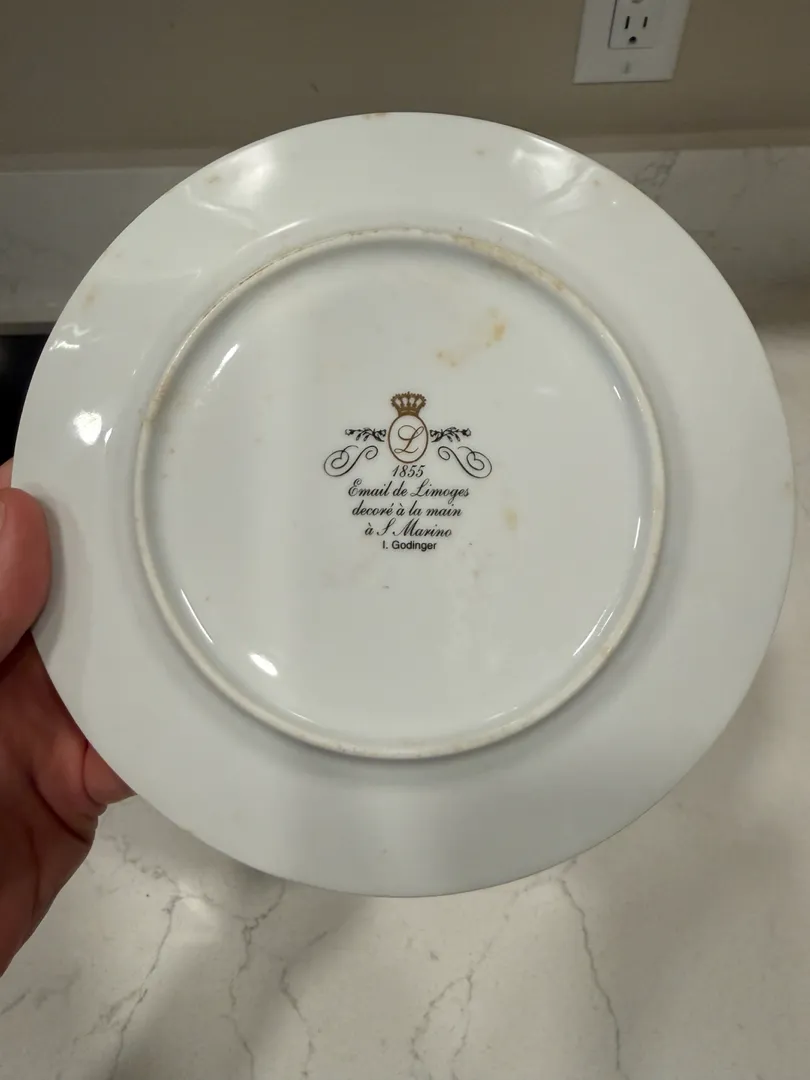 L
1855
Email de Limoges
decoré à la main
à S Marino
I. Godinger